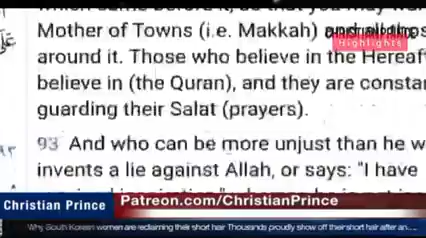 Mother of Towns (i.e. Makkah) and all thos
Highlights
around it. Those who believe in the Hereaf
believe in (the Quran), and they are constan
guarding their Salat (prayers).
93 And who can be more unjust than he w
invents a lie against Allah, or says: "I have
Christian Prince
Patreon.com/ChristianPrince
Why South Korean women are reclaiming their short hair Thousands proudly show off their short hair after an....